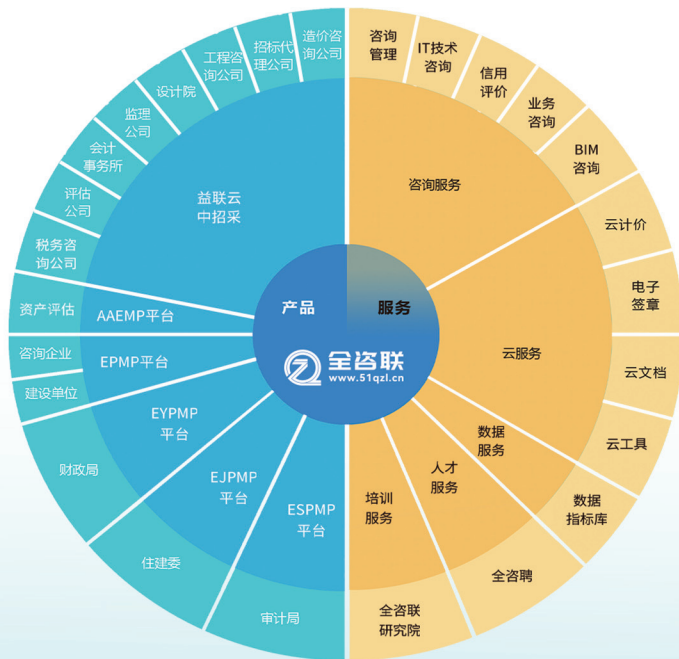 造价咨
询公司
招标代
理公司
工程咨
询公司
设计院
监理
公司
会计
事务所
评估
公司
税务咨
询公司
资产评估
咨询企业
建设单位
财政局
住建委
审计局
益联云
中招采
AAEMP平台
EPMP平台
EYPMP
平台
EJPMP
平台
ESPMP
平台
产品
服务
全咨联
www.51qzl.cn
咨询服务
云服务
数据
服务
人才
服务
培训
服务
咨询
管理
IT技术
咨询
信用
评价
业务
咨询
BIM
咨询
云计价
电子
签章
云文档
云工具
数据
指标库
全咨聘
全咨联
研究院